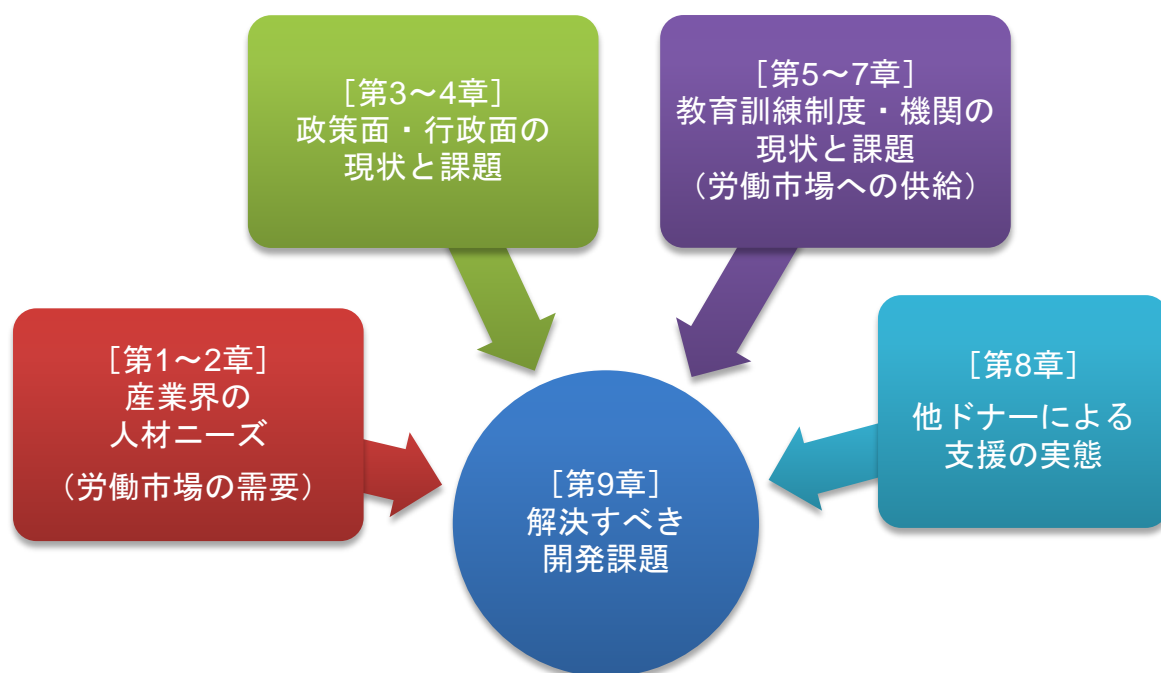 ［第3～4章］
政策面・行政面の
現状と課題
［第5～7章］
教育訓練制度・機関の
現状と課題
（労働市場への供給）
［第1～2章］
産業界の
人材ニーズ
（労働市場の需要）
［第8章］
他ドナーによる
支援の実態
［第9章］
解決すべき
開発課題